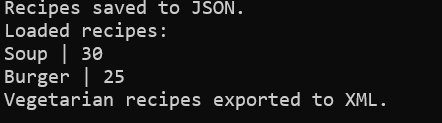 Recipes saved to JSON.
Loaded recipes:
Soup | 30
Burger | 25
Vegetarian recipes exported to XML.